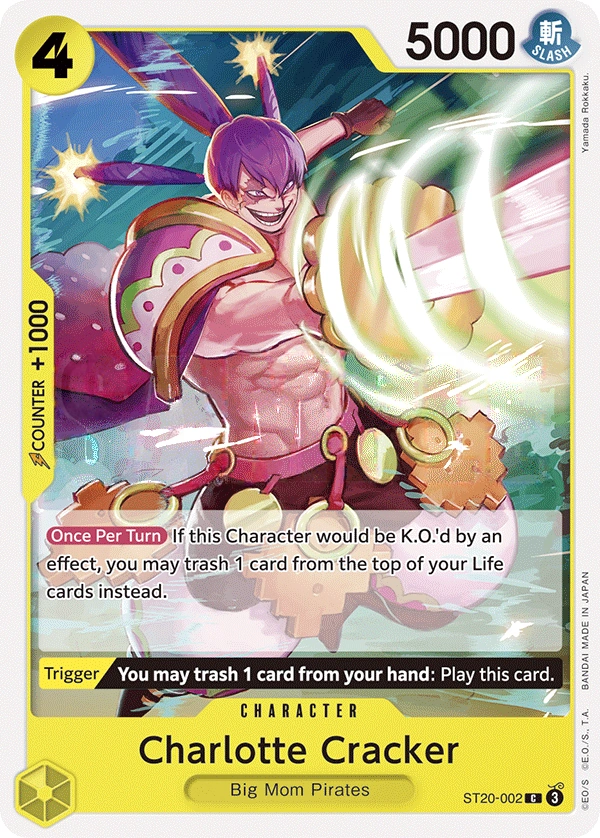 4
5000
斬
SLASH
Yamada Rokkaku.
COUNTER +1000
Once Per Turn If this Character would be K.O.'d by an
effect, you may trash 1 card from the top of your Life
cards instead.
Trigger You may trash 1 card from your hand: Play this card.
CHARACTER
Charlotte Cracker
Big Mom Pirates
ST20-002 C 3
©EO/S ©E.O./S., T.A. BANDAI MADE IN JAPAN